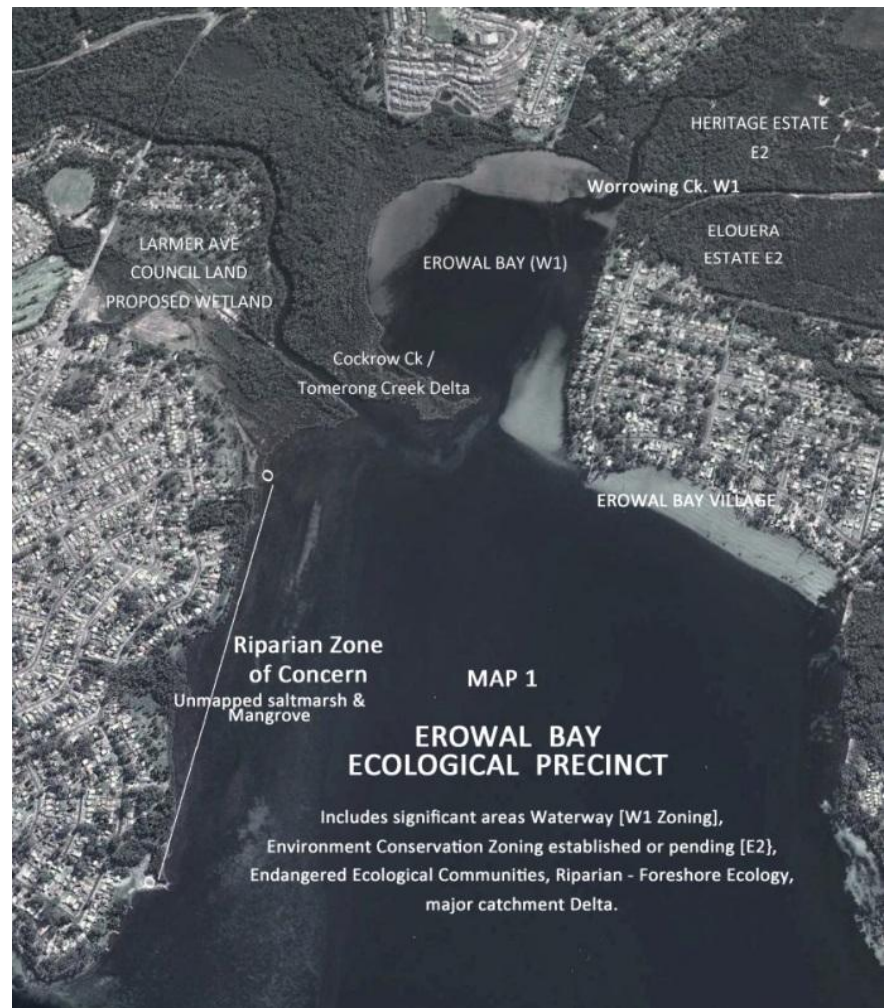 HERITAGE ESTATE
E2
Worrowing Ck. W1
LARMER AVE
COUNCIL LAND
PROPOSED WETLAND
EROWAL BAY (W1)
ELOUERA
ESTATE E2
Cockrow Ck /
Tomerong Creek Delta
EROWAL BAY VILLAGE
Riparian Zone
of Concern
Unmapped saltmarsh &
Mangrove
MAP 1
EROWAL BAY
ECOLOGICAL PRECINCT
Includes significant areas Waterway [W1 Zoning],
Environment Conservation Zoning established or pending [E2},
Endangered Ecological Communities, Riparian - Foreshore Ecology,
major catchment Delta.